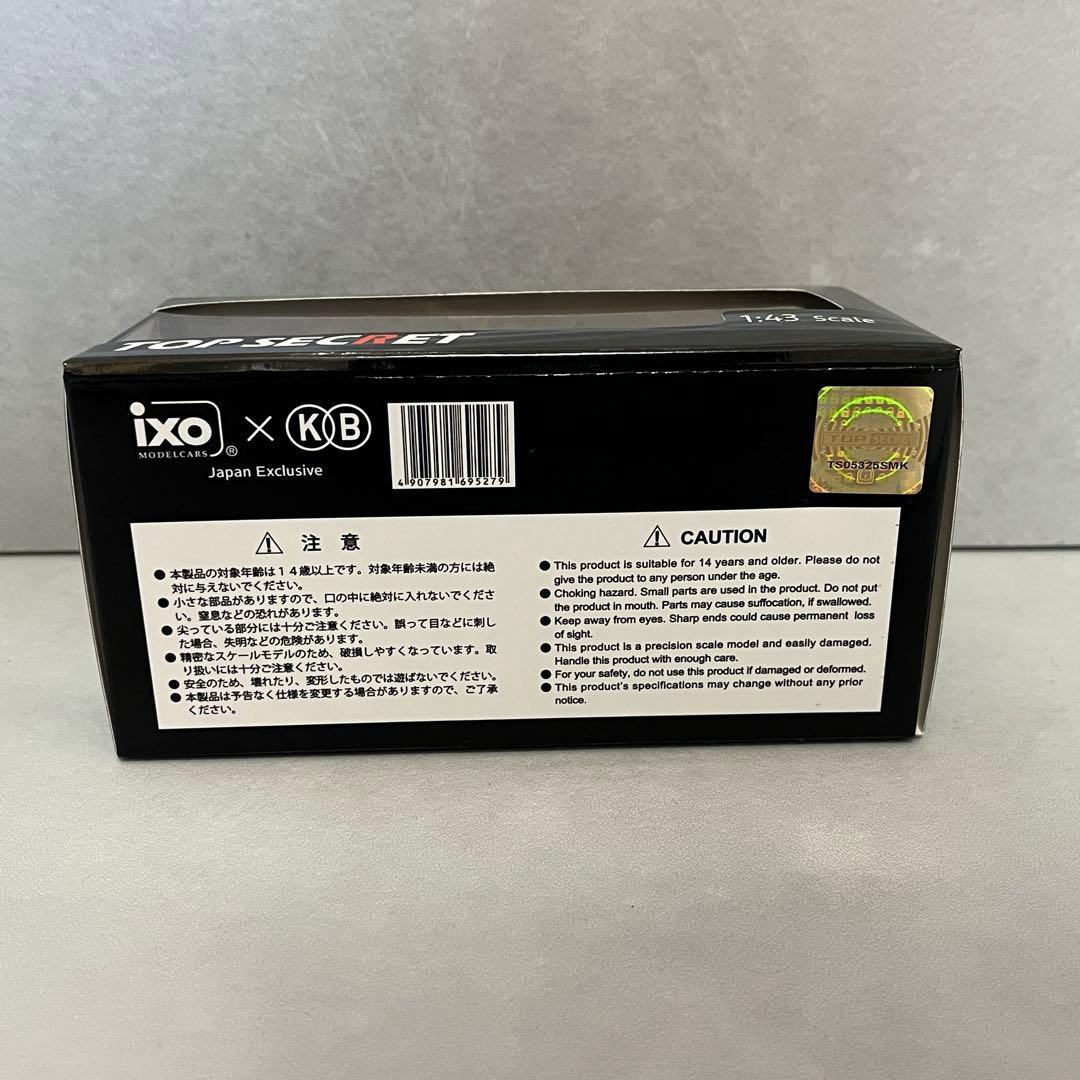 TOP SECRET
1:43 scale
ixo
MODELCARS ®
×
KB
Japan Exclusive
4 907981 695279
TOP SECRET
TS05325SMK
⚠ 注意
● 本製品の対象年齢は14歳以上です。対象年齢未満の方には絶
対に与えないでください。
● 小さな部品がありますので、口の中に絶対に入れないでくださ
い。窒息などの恐れがあります。
● 尖っている部分には十分ご注意ください。誤って目などに刺し
た場合、失明などの危険があります。
● 精密なスケールモデルのため、破損しやすくなっています。取
り扱いには十分ご注意ください。
● 安全のため、壊れたり、変形したものでは遊ばないでください。
● 本製品は予告なく仕様を変更する場合がありますので、ご了承
ください。
⚠ CAUTION
● This product is suitable for 14 years and older. Please do not
give the product to any person under the age.
● Choking hazard. Small parts are used in the product. Do not put
the product in mouth. Parts may cause suffocation, if swallowed.
● Keep away from eyes. Sharp ends could cause permanent loss
of sight.
● This product is a precision scale model and easily damaged.
Handle this product with enough care.
● For your safety, do not use this product if damaged or deformed.
● This product's specifications may change without any prior
notice.